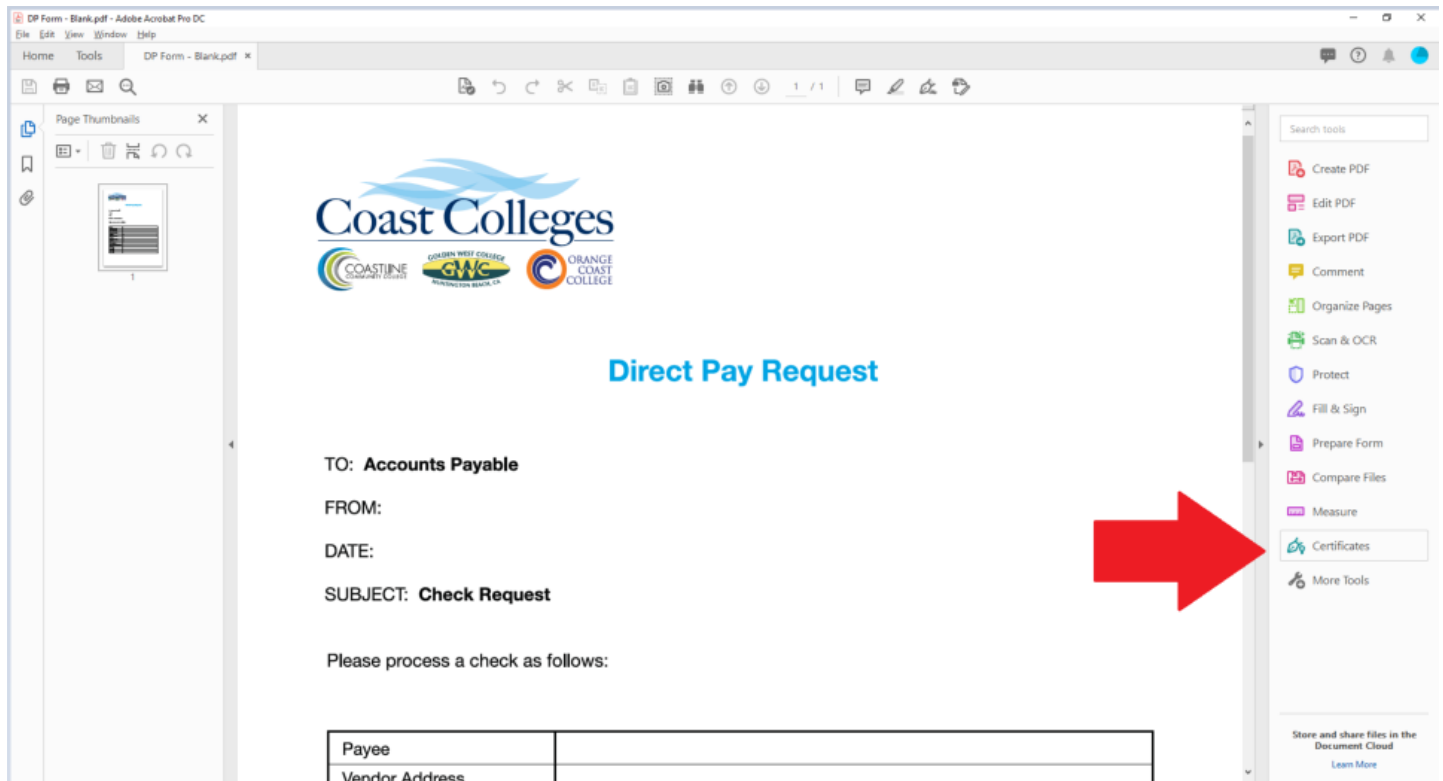 DP Form - Blank.pdf - Adobe Acrobat Pro DC
File Edit View Window Help
Home Tools DP Form - Blank.pdf ×
1 / 1
Page Thumbnails
1
Coast Colleges
COASTLINE
COMMUNITY COLLEGE
GOLDEN WEST COLLEGE
GWC
HUNTINGTON BEACH, CA
ORANGE
COAST
COLLEGE
Direct Pay Request
TO: Accounts Payable
FROM:
DATE:
SUBJECT: Check Request
Please process a check as follows:
Payee
Vendor Address
Search tools
Create PDF
Edit PDF
Export PDF
Comment
Organize Pages
Scan & OCR
Protect
Fill & Sign
Prepare Form
Compare Files
Measure
Certificates
More Tools
Store and share files in the
Document Cloud
Learn More